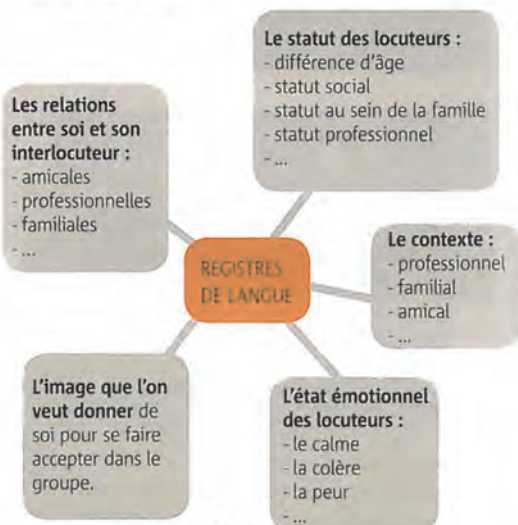 Le statut des locuteurs :
- différence d'âge
- statut social
- statut au sein de la famille
- statut professionnel
- ...
Les relations
entre soi et son
interlocuteur :
- amicales
- professionnelles
- familiales
- ...
REGISTRES
DE LANGUE
Le contexte :
- professionnel
- familial
- amical
- ...
L'image que l'on
veut donner de
soi pour se faire
accepter dans le
groupe.
L'état émotionnel
des locuteurs :
- le calme
- la colère
- la peur
- ...